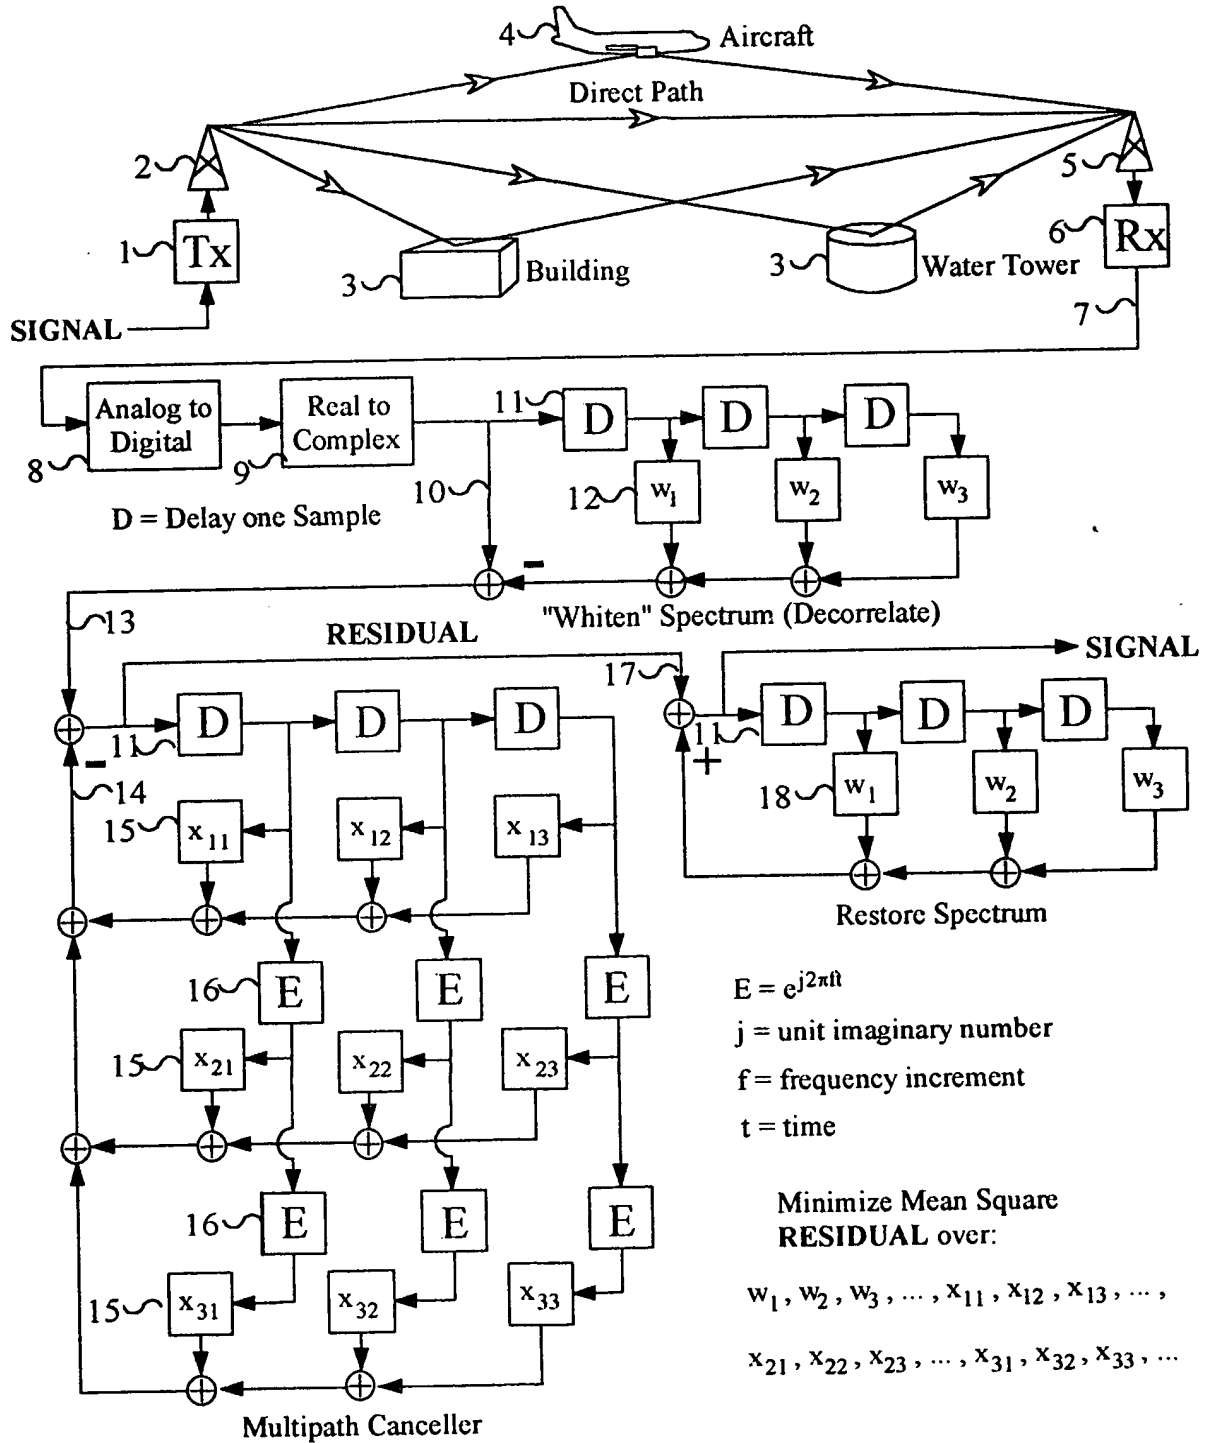 4 Aircraft
Direct Path
2
5
1 Tx
6 Rx
3 Building
3 Water Tower
SIGNAL
7
Analog to Digital
8
Real to Complex
9
11 D D D
10
12 w1 w2 w3
D = Delay one Sample
-
"Whiten" Spectrum (Decorrelate)
13
RESIDUAL
17
SIGNAL
11 D D D
11 D D D
-
+
14
18 w1 w2 w3
15 x11 x12 x13
Restore Spectrum
16 E E E
E = e^j2πft
j = unit imaginary number
15 x21 x22 x23
f = frequency increment
t = time
16 E E E
Minimize Mean Square
RESIDUAL over:
15 x31 x32 x33
w1, w2, w3, ... , x11, x12, x13, ... ,
x21, x22, x23, ... , x31, x32, x33, ...
Multipath Canceller